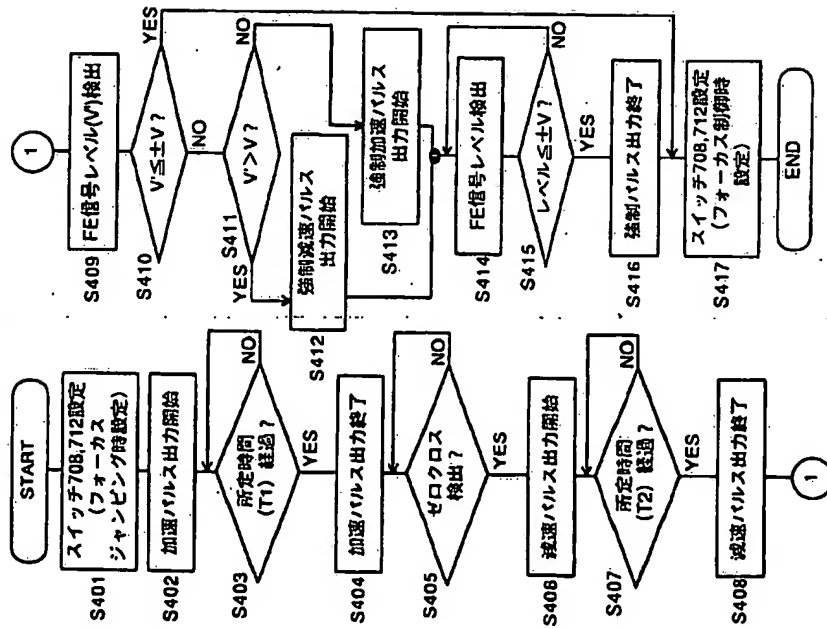 START
スイッチ708,712設定
(フォーカス
ジャンピング時設定)
S401
加速パルス出力開始
S402
所定時間
(T1) 経過?
S403
NO
YES
加速パルス出力終了
S404
ゼロクロス
検出?
S405
NO
YES
減速パルス出力開始
S406
所定時間
(T2) 経過?
S407
NO
YES
減速パルス出力終了
S408
1
1
FE信号レベル(V')検出
S409
V'≦±V?
S410
YES
NO
V'>V?
S411
NO
YES
強制減速パルス
出力開始
S412
強制加速パルス
出力開始
S413
FE信号レベル検出
S414
レベル≦±V?
S415
NO
YES
強制パルス出力終了
S416
スイッチ708,712設定
(フォーカス制御時
設定)
S417
END